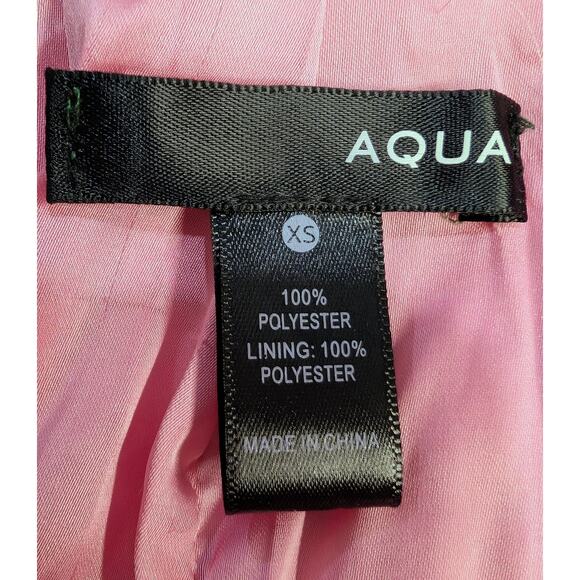 AQUA
XS
100%
POLYESTER
LINING: 100%
POLYESTER
MADE IN CHINA